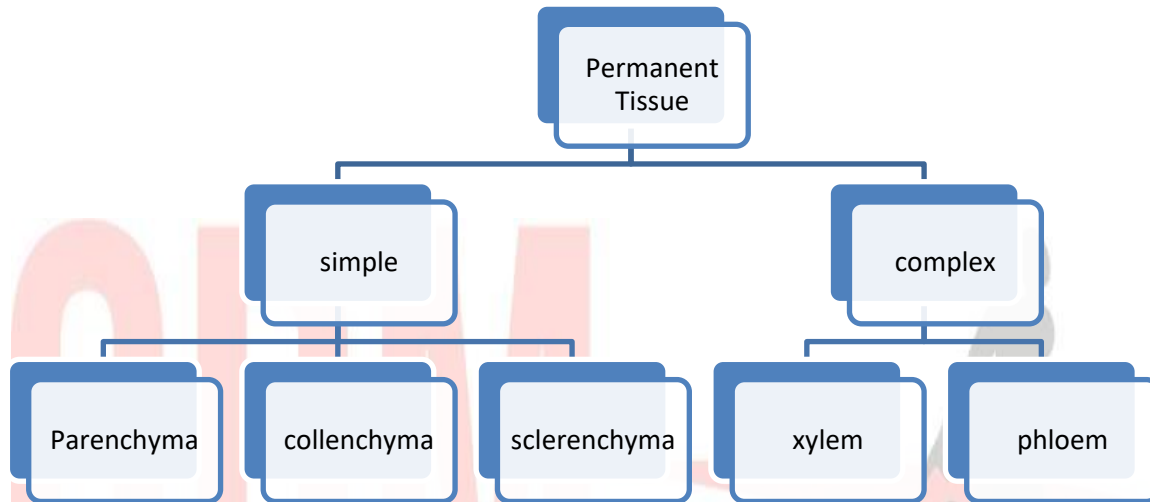 Permanent
Tissue
simple
complex
Parenchyma
collenchyma
sclerenchyma
xylem
phloem